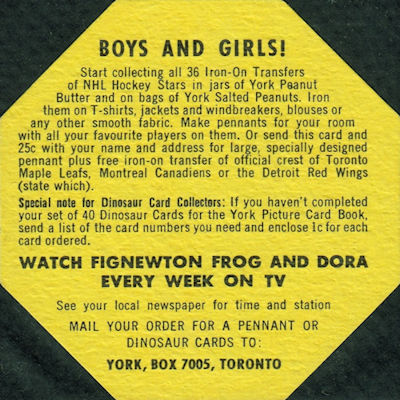 BOYS AND GIRLS!
Start collecting all 36 Iron-On Transfers
of NHL Hockey Stars in jars of York Peanut
Butter and on bags of York Salted Peanuts. Iron
them on T-shirts, jackets and windbreakers, blouses or
any other smooth fabric. Make pennants for your room
with all your favourite players on them. Or send this card and
25c with your name and address for large, specially designed
pennant plus free iron-on transfer of official crest of Toronto
Maple Leafs, Montreal Canadiens or the Detroit Red Wings
(state which).
Special note for Dinosaur Card Collectors: If you haven't completed
your set of 40 Dinosaur Cards for the York Picture Card Book,
send a list of the card numbers you need and enclose 1c for each
card ordered.
WATCH FIGNEWTON FROG AND DORA
EVERY WEEK ON TV
See your local newspaper for time and station
MAIL YOUR ORDER FOR A PENNANT OR
DINOSAUR CARDS TO:
YORK, BOX 7005, TORONTO